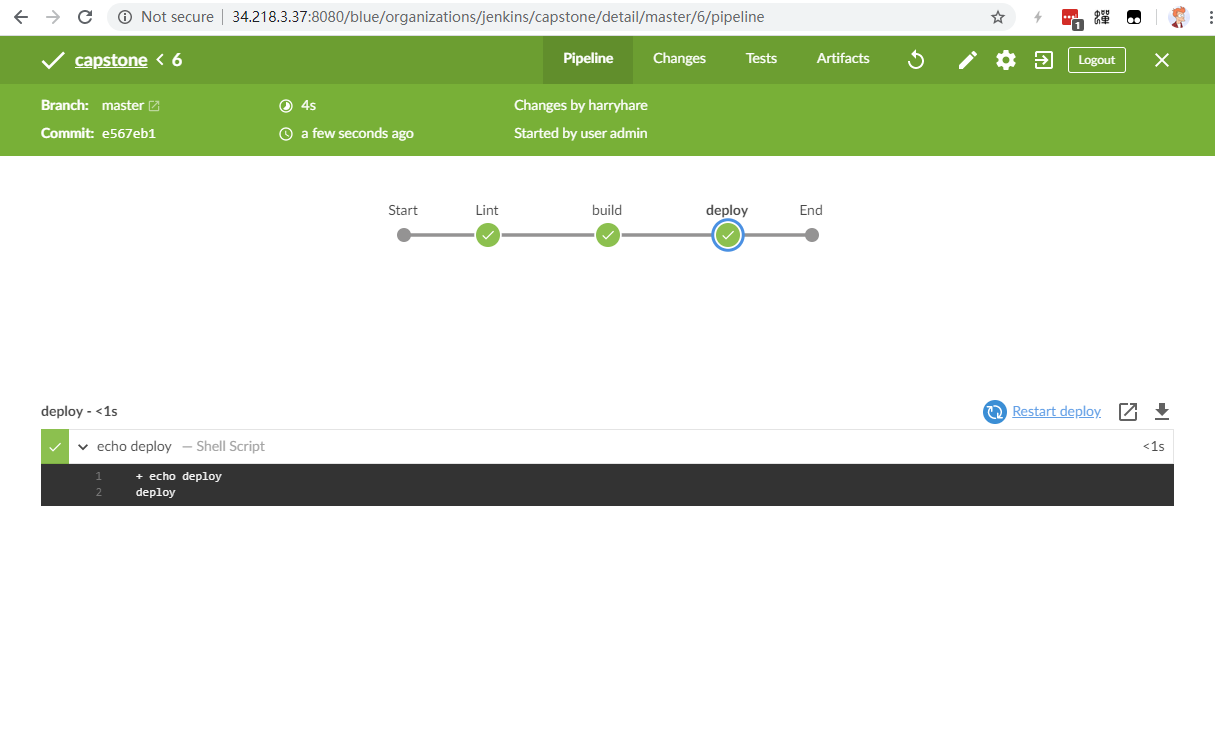 Not secure | 34.218.3.37:8080/blue/organizations/jenkins/capstone/detail/master/6/pipeline
1
capstone < 6 Pipeline Changes Tests Artifacts Logout
Branch: master 4s Changes by harryhare
Commit: e567eb1 a few seconds ago Started by user admin
Start Lint build deploy End
deploy - <1s Restart deploy
echo deploy — Shell Script <1s
1 + echo deploy
2 deploy